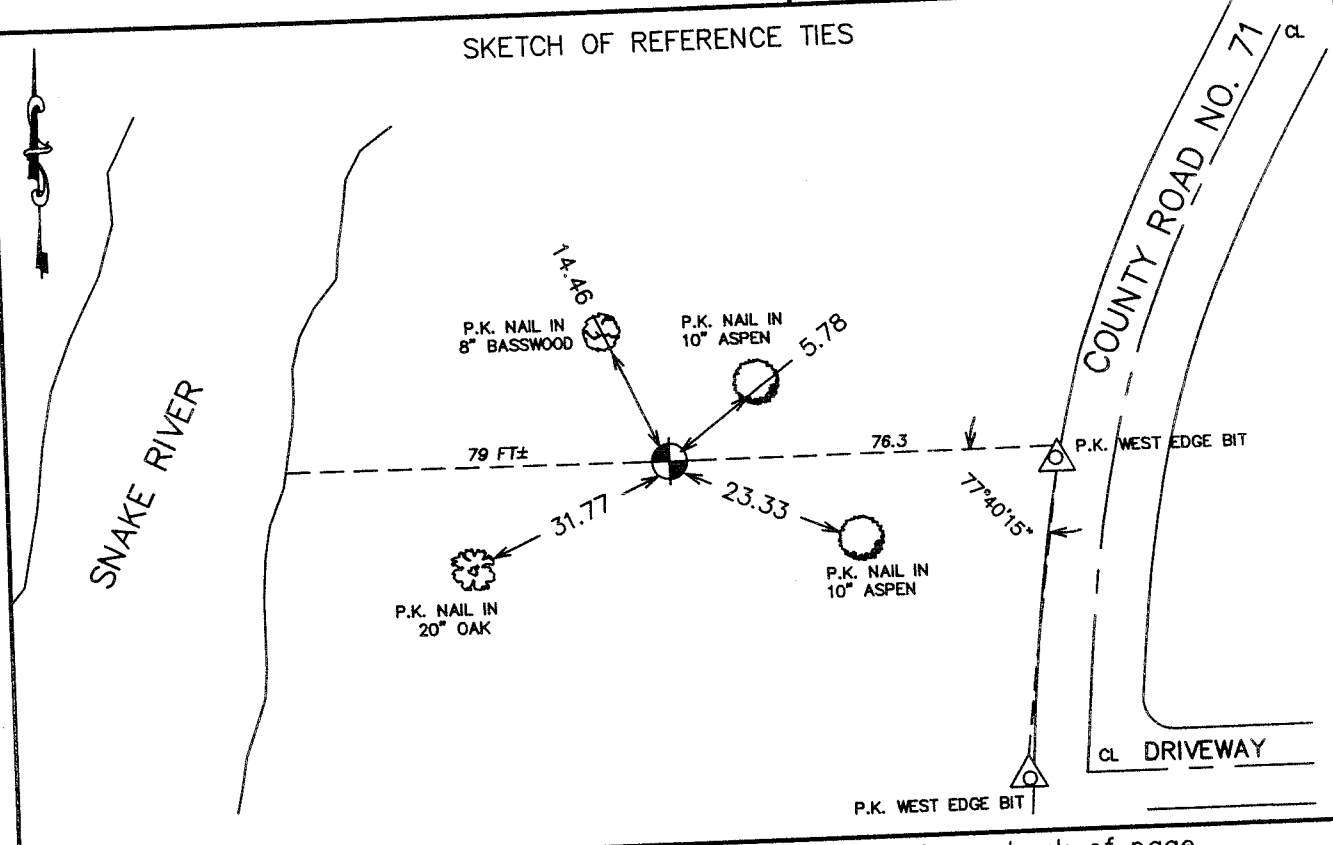 SKETCH OF REFERENCE TIES
CL
COUNTY ROAD NO. 71
14.46
P.K. NAIL IN
8" BASSWOOD
P.K. NAIL IN
10" ASPEN
5.78
79 FT±
76.3
P.K. WEST EDGE BIT
SNAKE RIVER
31.77
23.33
77°40'15"
P.K. NAIL IN
10" ASPEN
P.K. NAIL IN
20" OAK
CL DRIVEWAY
P.K. WEST EDGE BIT
of page